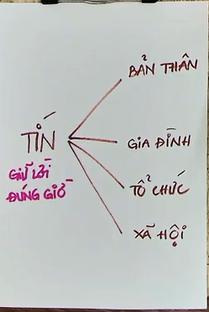 TÍN
GIỮ LỜI
ĐÚNG GIỜ
BẢN THÂN
GIA ĐÌNH
TỔ CHỨC
XÃ HỘI